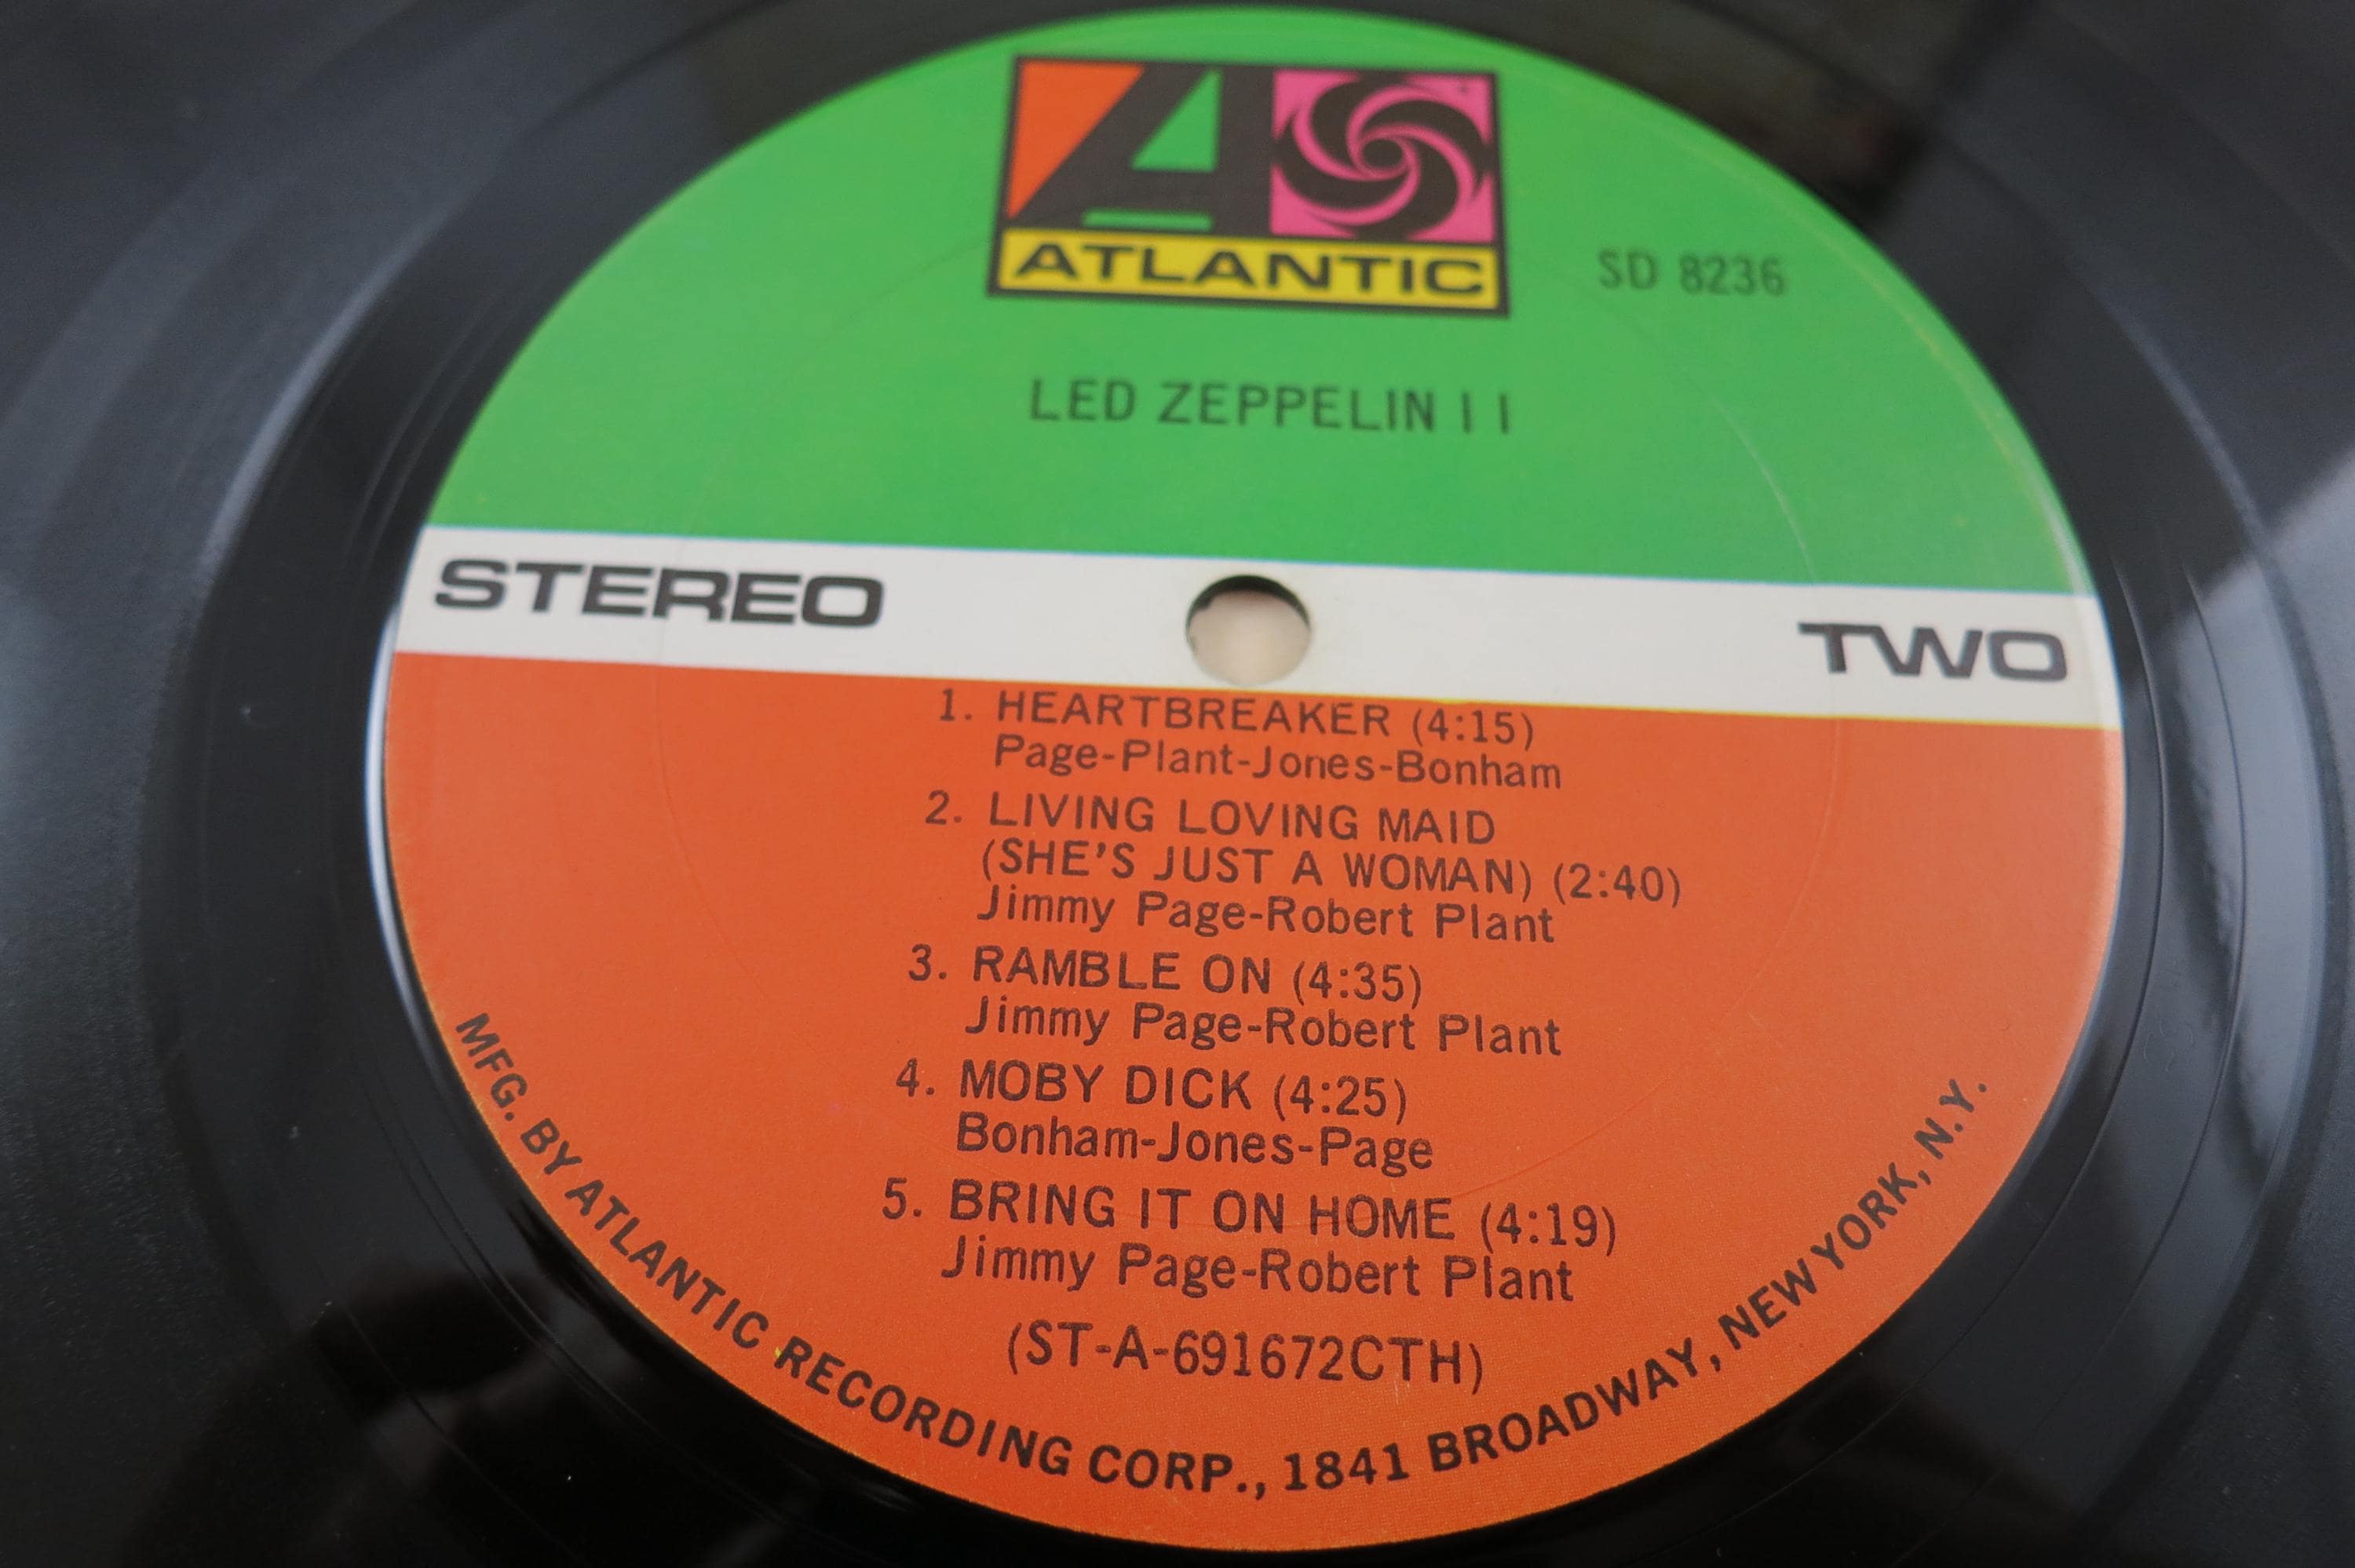 ATLANTIC
SD 8236
LED ZEPPELIN II
STEREO
TWO
1. HEARTBREAKER (4:15)
Page-Plant-Jones-Bonham
2. LIVING LOVING MAID
(SHE'S JUST A WOMAN) (2:40)
Jimmy Page-Robert Plant
3. RAMBLE ON (4:35)
Jimmy Page-Robert Plant
4. MOBY DICK (4:25)
Bonham-Jones-Page
5. BRING IT ON HOME (4:19)
Jimmy Page-Robert Plant
(ST-A-691672CTH)
MFG. BY ATLANTIC RECORDING CORP., 1841 BROADWAY, NEW YORK, N.Y.